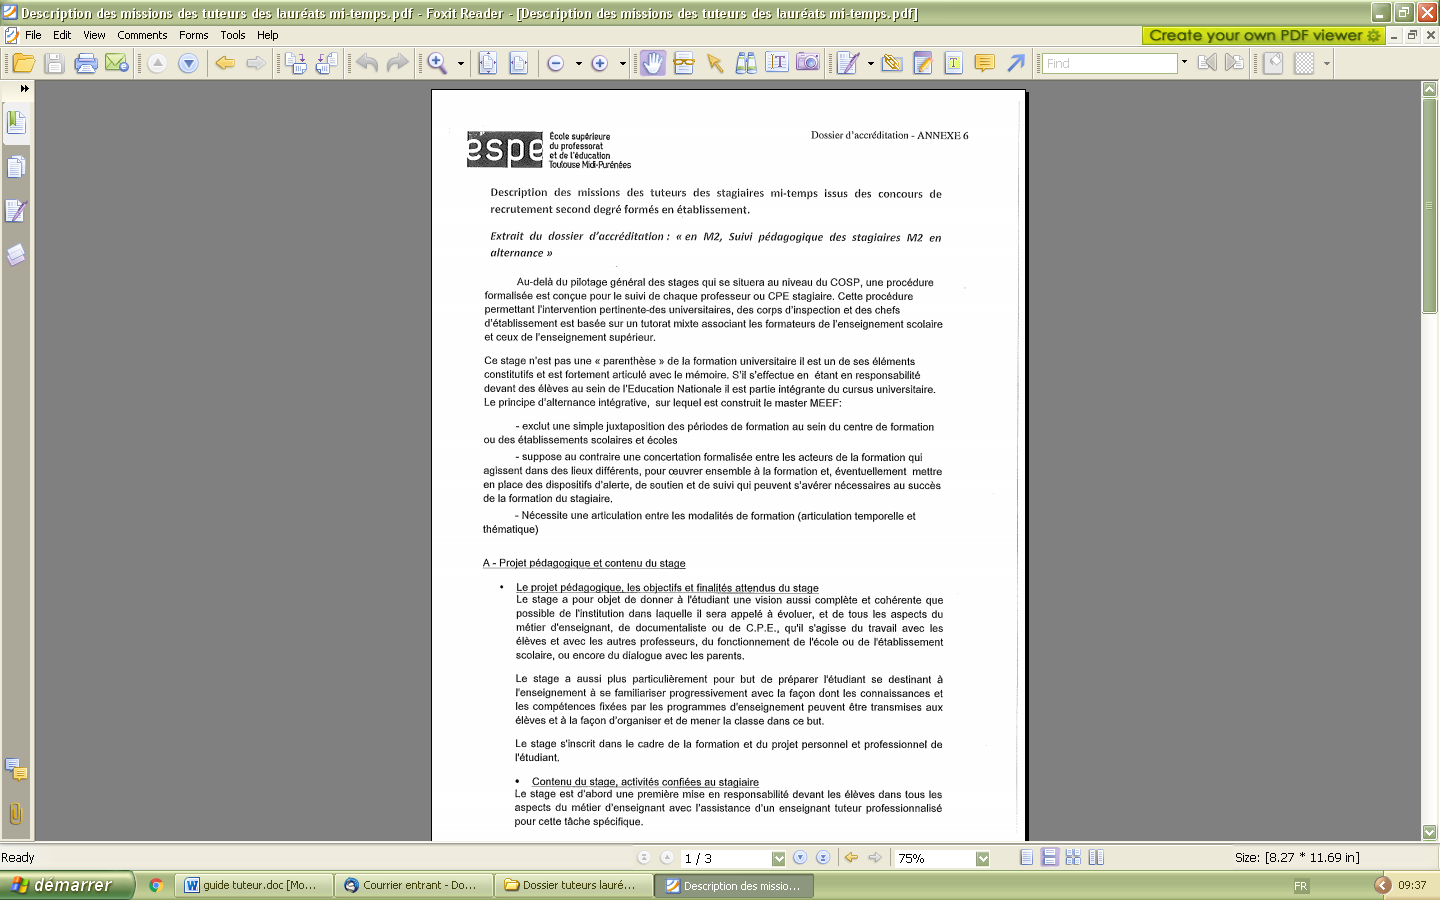 Description des missions des tuteurs des lauréats mi-temps.pdf - Foxit Reader - [Description des missions des tuteurs des lauréats mi-temps.pdf]
File Edit View Comments Forms Tools Help
Create your own PDF viewer
Find
espe
École supérieure
du professorat
et de l'éducation
Toulouse Midi-Pyrénées
Dossier d'accréditation - ANNEXE 6
Description des missions des tuteurs des stagiaires mi-temps issus des concours de
recrutement second degré formés en établissement.
Extrait du dossier d'accréditation : « en M2, Suivi pédagogique des stagiaires M2 en
alternance »
Au-delà du pilotage général des stages qui se situera au niveau du COSP, une procédure
formalisée est conçue pour le suivi de chaque professeur ou CPE stagiaire. Cette procédure
permettant l'intervention pertinente-des universitaires, des corps d'inspection et des chefs
d'établissement est basée sur un tutorat mixte associant les formateurs de l'enseignement scolaire
et ceux de l'enseignement supérieur.
Ce stage n'est pas une « parenthèse » de la formation universitaire il est un de ses éléments
constitutifs et est fortement articulé avec le mémoire. S'il s'effectue en étant en responsabilité
devant des élèves au sein de l'Education Nationale il est partie intégrante du cursus universitaire.
Le principe d'alternance intégrative, sur lequel est construit le master MEEF:
- exclut une simple juxtaposition des périodes de formation au sein du centre de formation
ou des établissements scolaires et écoles
- suppose au contraire une concertation formalisée entre les acteurs de la formation qui
agissent dans des lieux différents, pour œuvrer ensemble à la formation et, éventuellement mettre
en place des dispositifs d'alerte, de soutien et de suivi qui peuvent s'avérer nécessaires au succès
de la formation du stagiaire.
- Nécessite une articulation entre les modalités de formation (articulation temporelle et
thématique)
A - Projet pédagogique et contenu du stage
• Le projet pédagogique, les objectifs et finalités attendus du stage
Le stage a pour objet de donner à l'étudiant une vision aussi complète et cohérente que
possible de l'institution dans laquelle il sera appelé à évoluer, et de tous les aspects du
métier d'enseignant, de documentaliste ou de C.P.E., qu'il s'agisse du travail avec les
élèves et avec les autres professeurs, du fonctionnement de l'école ou de l'établissement
scolaire, ou encore du dialogue avec les parents.
Le stage a aussi plus particulièrement pour but de préparer l'étudiant se destinant à
l'enseignement à se familiariser progressivement avec la façon dont les connaissances et
les compétences fixées par les programmes d'enseignement peuvent être transmises aux
élèves et à la façon d'organiser et de mener la classe dans ce but.
Le stage s'inscrit dans le cadre de la formation et du projet personnel et professionnel de
l'étudiant.
• Contenu du stage, activités confiées au stagiaire
Le stage est d'abord une première mise en responsabilité devant les élèves dans tous les
aspects du métier d'enseignant avec l'assistance d'un enseignant tuteur professionnalisé
pour cette tâche spécifique.
Ready
1 / 3
75%
Size: [8.27 * 11.69 in]
démarrer
guide tuteur.doc [Mo...
Courrier entrant - Do...
Dossier tuteurs lauré...
Description des missio...
FR
09:37